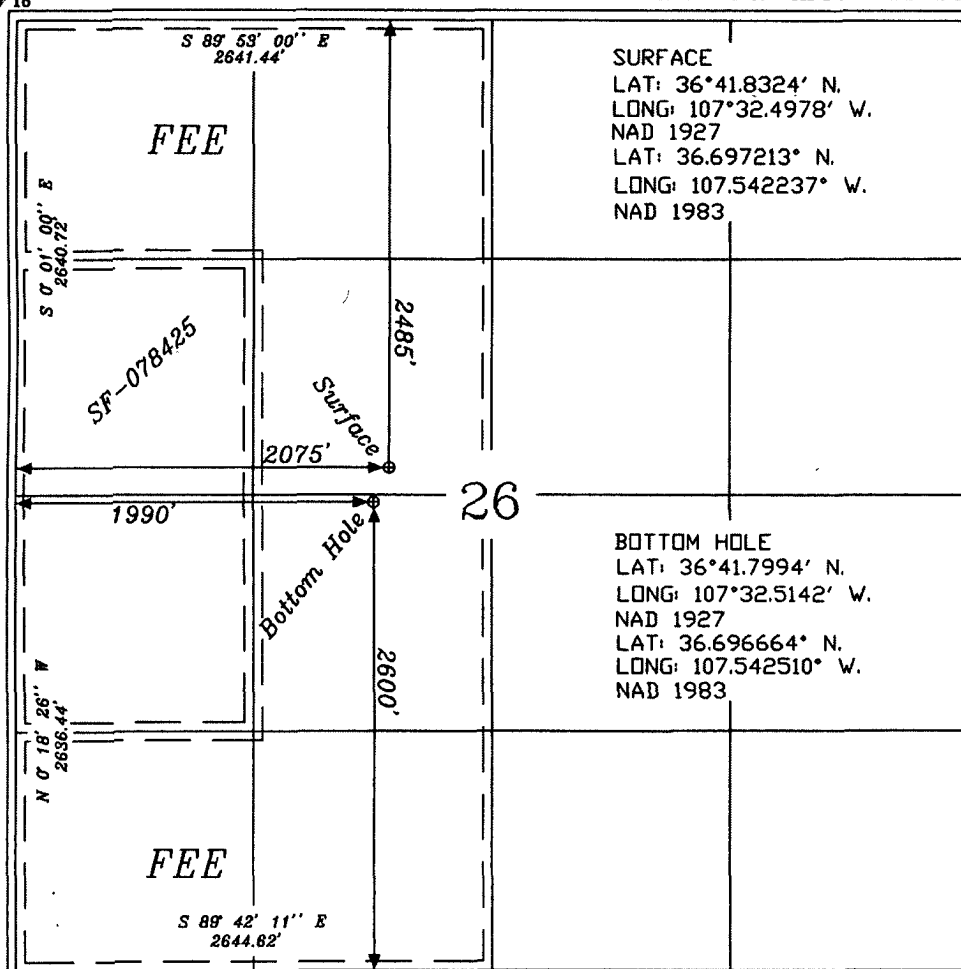 16
S 89° 53' 00'' E
2641.44'
FEE
S 0° 01' 00'' E
2640.72'
SURFACE
LAT: 36°41.8324' N.
LONG: 107°32.4978' W.
NAD 1927
LAT: 36.697213° N.
LONG: 107.542237° W.
NAD 1983
SF-078425
2485'
Surface
2075'
26
1990'
Bottom Hole
BOTTOM HOLE
LAT: 36°41.7994' N.
LONG: 107°32.5142' W.
NAD 1927
LAT: 36.696664° N.
LONG: 107.542510° W.
NAD 1983
2600'
N 0° 18' 26'' W
2636.44'
FEE
S 89° 42' 11'' E
2644.62'